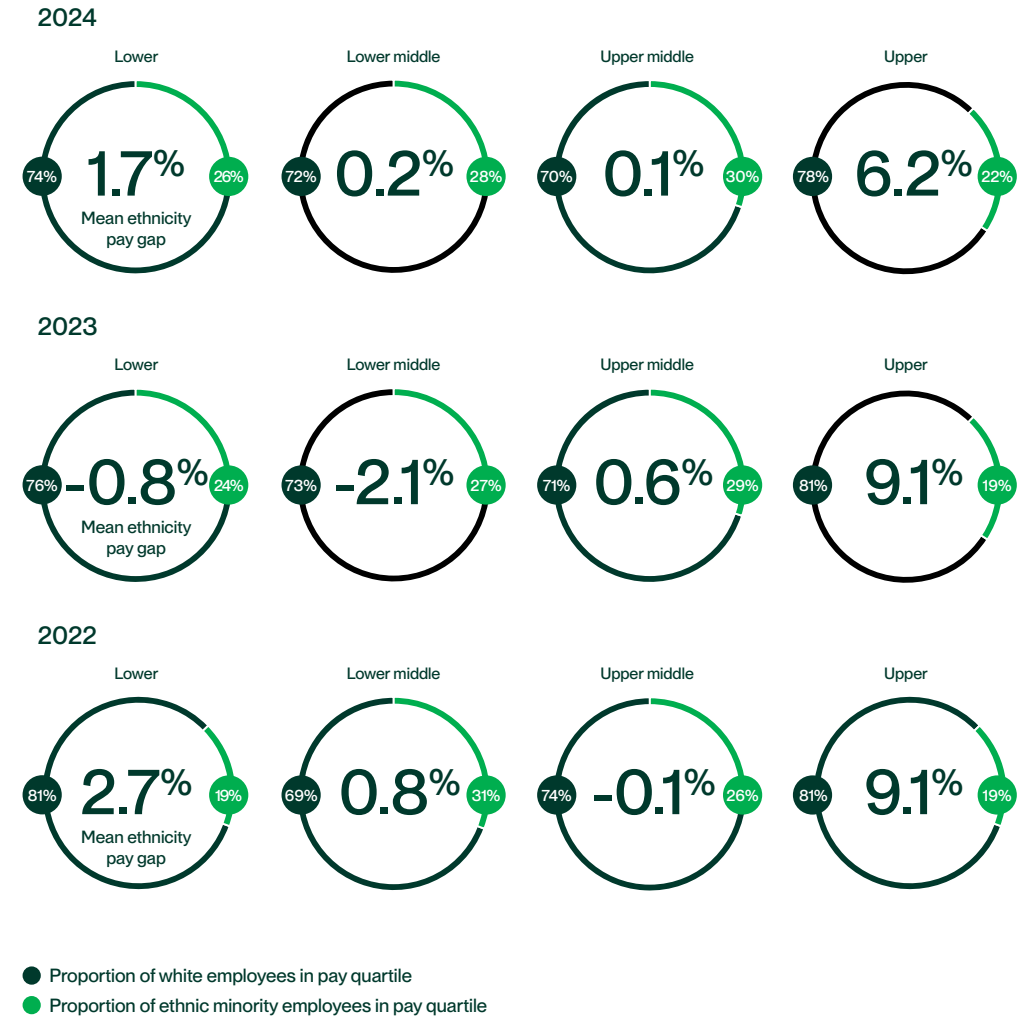 2024
Lower
Lower middle
Upper middle
Upper
74%
1.7%
26%
72%
0.2%
28%
70%
0.1%
30%
78%
6.2%
22%
Mean ethnicity
pay gap
2023
Lower
Lower middle
Upper middle
Upper
76%
-0.8%
24%
73%
-2.1%
27%
71%
0.6%
29%
81%
9.1%
19%
Mean ethnicity
pay gap
2022
Lower
Lower middle
Upper middle
Upper
81%
2.7%
19%
69%
0.8%
31%
74%
-0.1%
26%
81%
9.1%
19%
Mean ethnicity
pay gap
Proportion of white employees in pay quartile
Proportion of ethnic minority employees in pay quartile